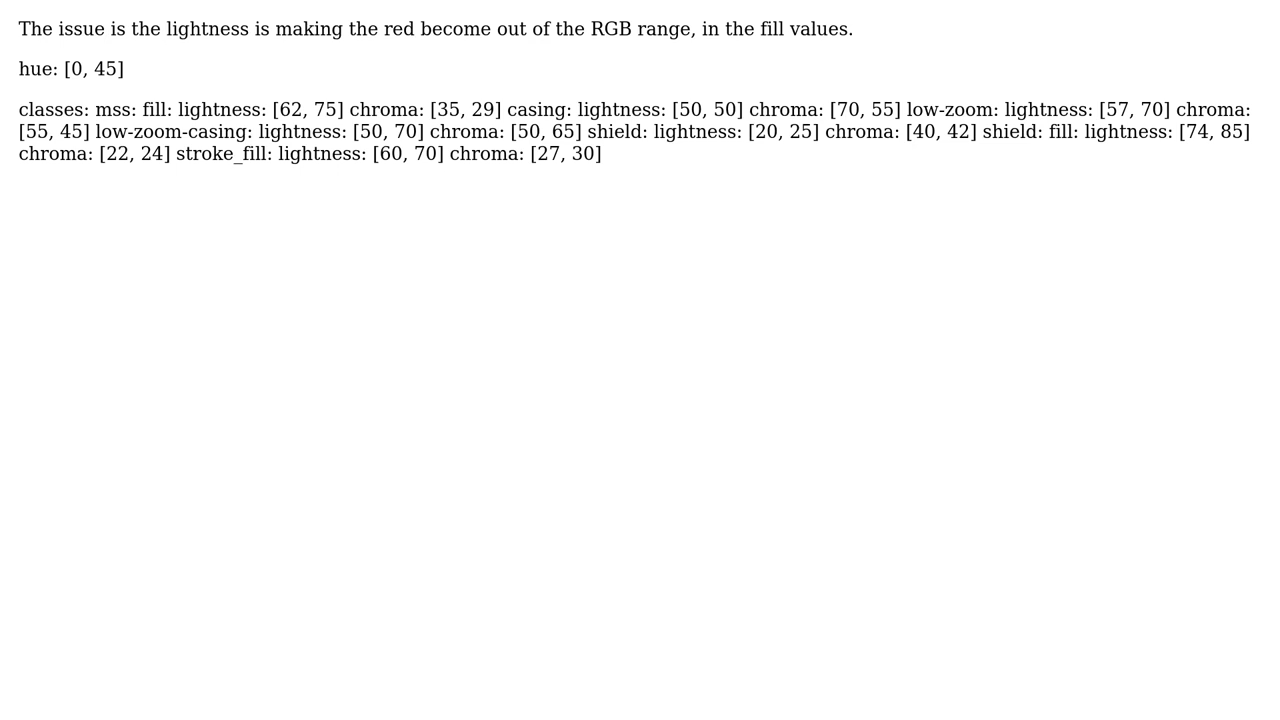 The issue is the lightness is making the red become out of the RGB range, in the fill values.
hue: [0, 45]
classes: mss: fill: lightness: [62, 75] chroma: [35, 29] casing: lightness: [50, 50] chroma: [70, 55] low-zoom: lightness: [57, 70] chroma:
[55, 45] low-zoom-casing: lightness: [50, 70] chroma: [50, 65] shield: lightness: [20, 25] chroma: [40, 42] shield: fill: lightness: [74, 85]
chroma: [22, 24] stroke_fill: lightness: [60, 70] chroma: [27, 30]